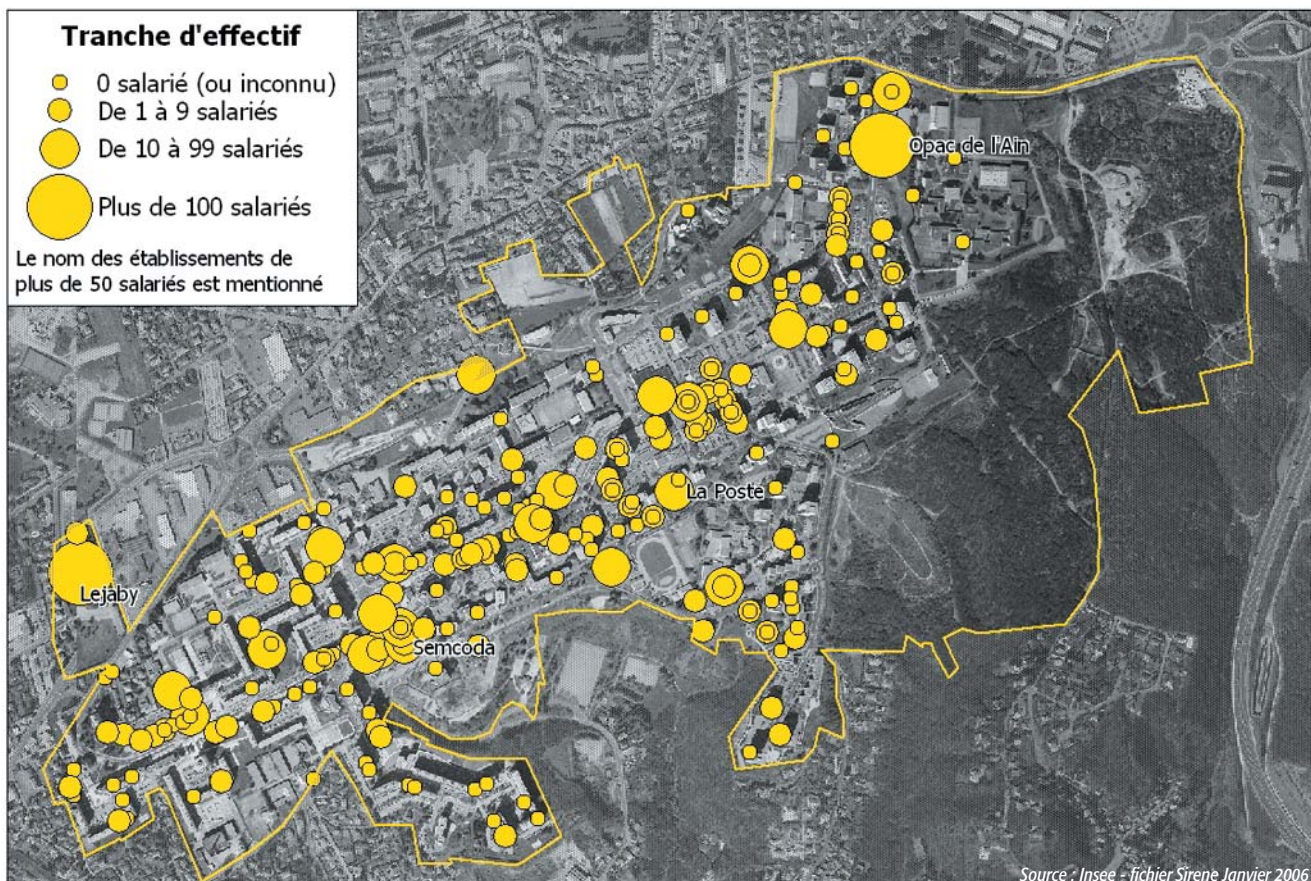 Tranche d'effectif
0 salarié (ou inconnu)
De 1 à 9 salariés
De 10 à 99 salariés
Plus de 100 salariés
Le nom des établissements de
plus de 50 salariés est mentionné
Opac de l'Ain
La Poste
Lejaby
Semcoda
Source : Insee - fichier Sirene Janvier 2006